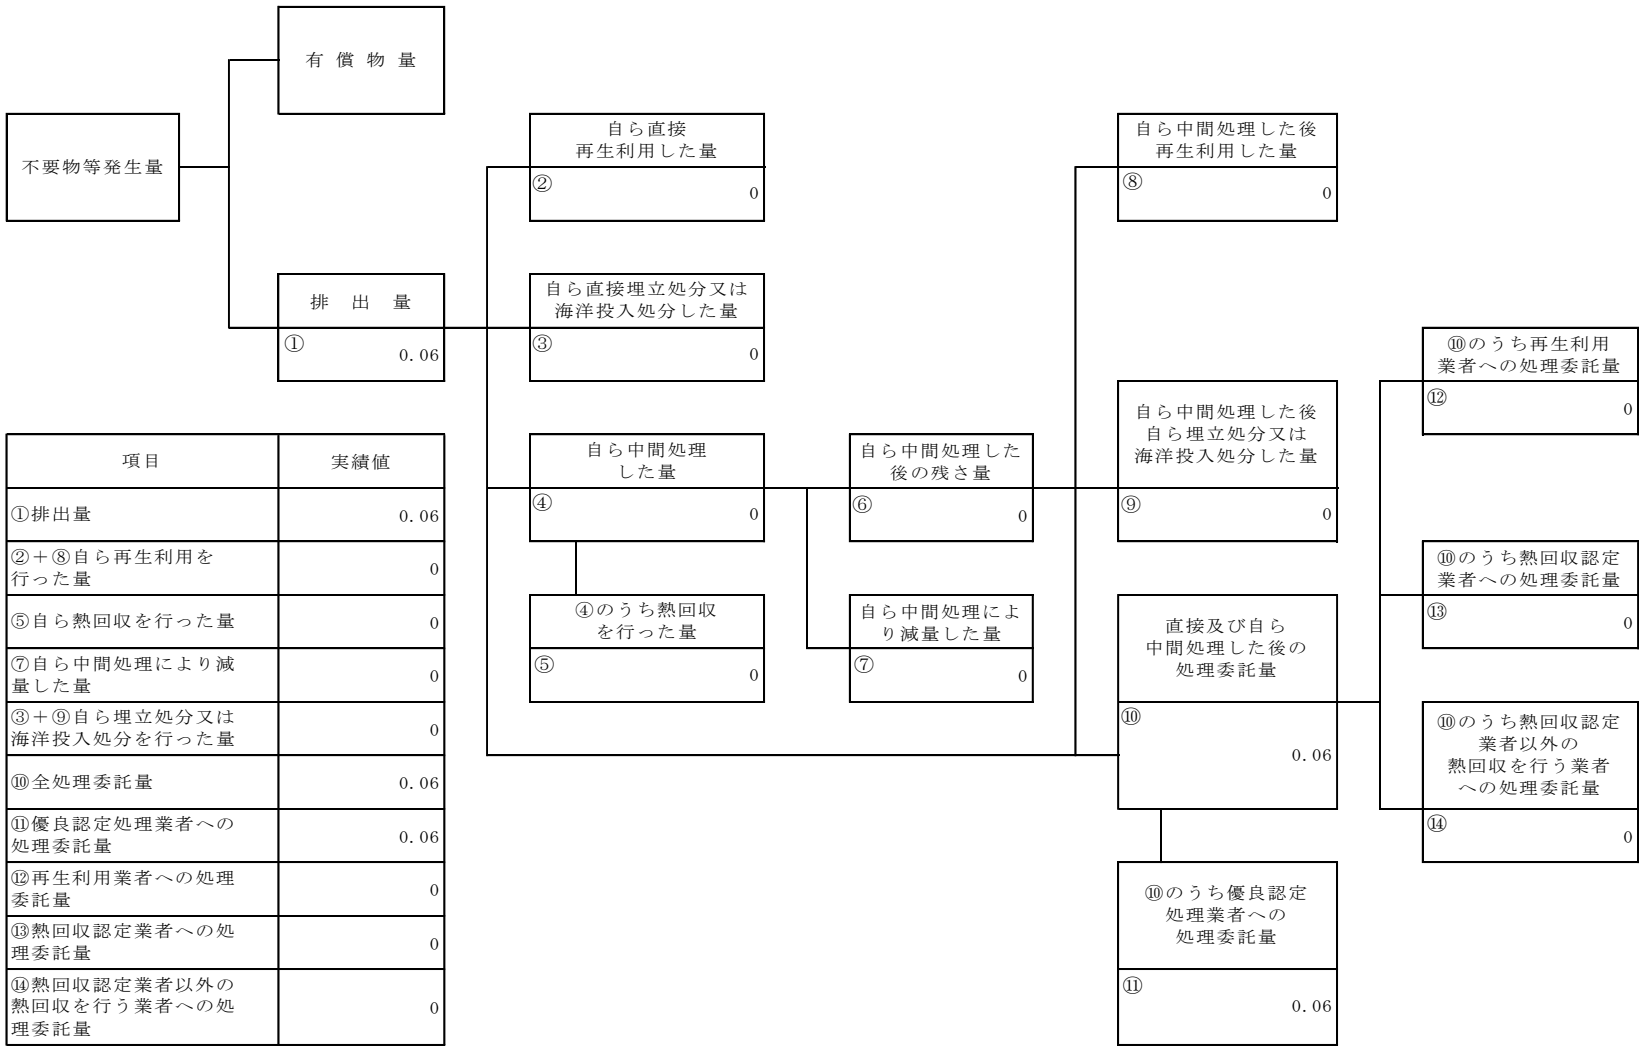 有償物量
不要物等発生量
排出量
①
0.06
自ら直接
再生利用した量
②
0
自ら直接埋立処分又は
海洋投入処分した量
③
0
自ら中間処理
した量
④
0
④のうち熱回収
を行った量
⑤
0
自ら中間処理した
後の残さ量
⑥
0
自ら中間処理によ
り減量した量
⑦
0
自ら中間処理した後
再生利用した量
⑧
0
自ら中間処理した後
自ら埋立処分又は
海洋投入処分した量
⑨
0
直接及び自ら
中間処理した後の
処理委託量
⑩
0.06
⑩のうち優良認定
処理業者への
処理委託量
⑪
0.06
⑩のうち再生利用
業者への処理委託量
⑫
0
⑩のうち熱回収認定
業者への処理委託量
⑬
0
⑩のうち熱回収認定
業者以外の
熱回収を行う業者
への処理委託量
⑭
0
項目 実績値
①排出量 0.06
②＋⑧自ら再生利用を
行った量 0
⑤自ら熱回収を行った量 0
⑦自ら中間処理により減
量した量 0
③＋⑨自ら埋立処分又は
海洋投入処分を行った量 0
⑩全処理委託量 0.06
⑪優良認定処理業者への
処理委託量 0.06
⑫再生利用業者への処理
委託量 0
⑬熱回収認定業者への処
理委託量 0
⑭熱回収認定業者以外の
熱回収を行う業者への処
理委託量 0